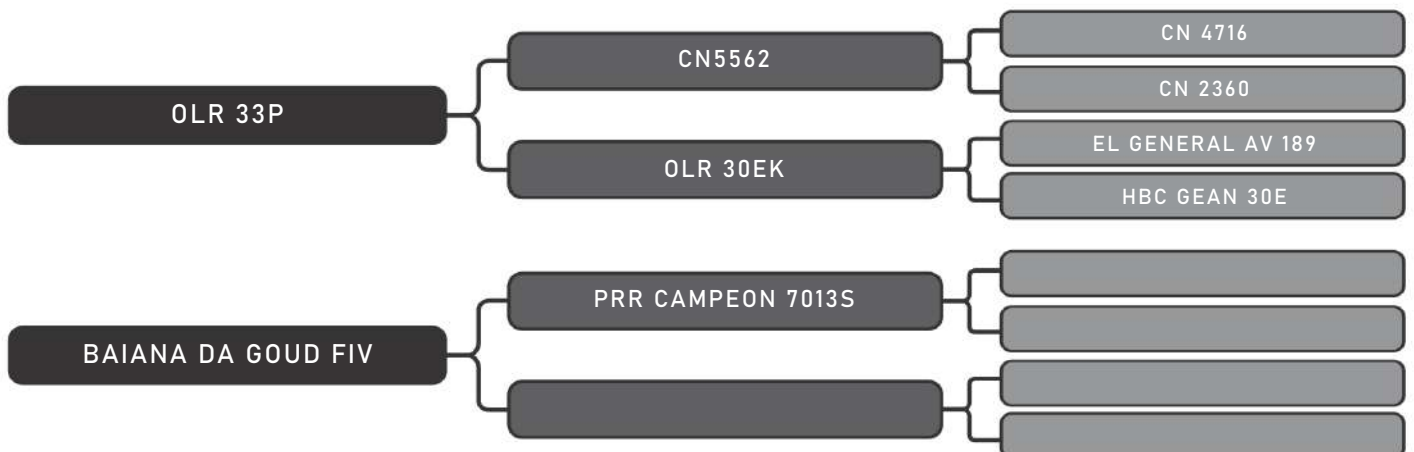 OLR 33P
CN5562
CN 4716
CN 2360
OLR 30EK
EL GENERAL AV 189
HBC GEAN 30E
BAIANA DA GOUD FIV
PRR CAMPEON 7013S